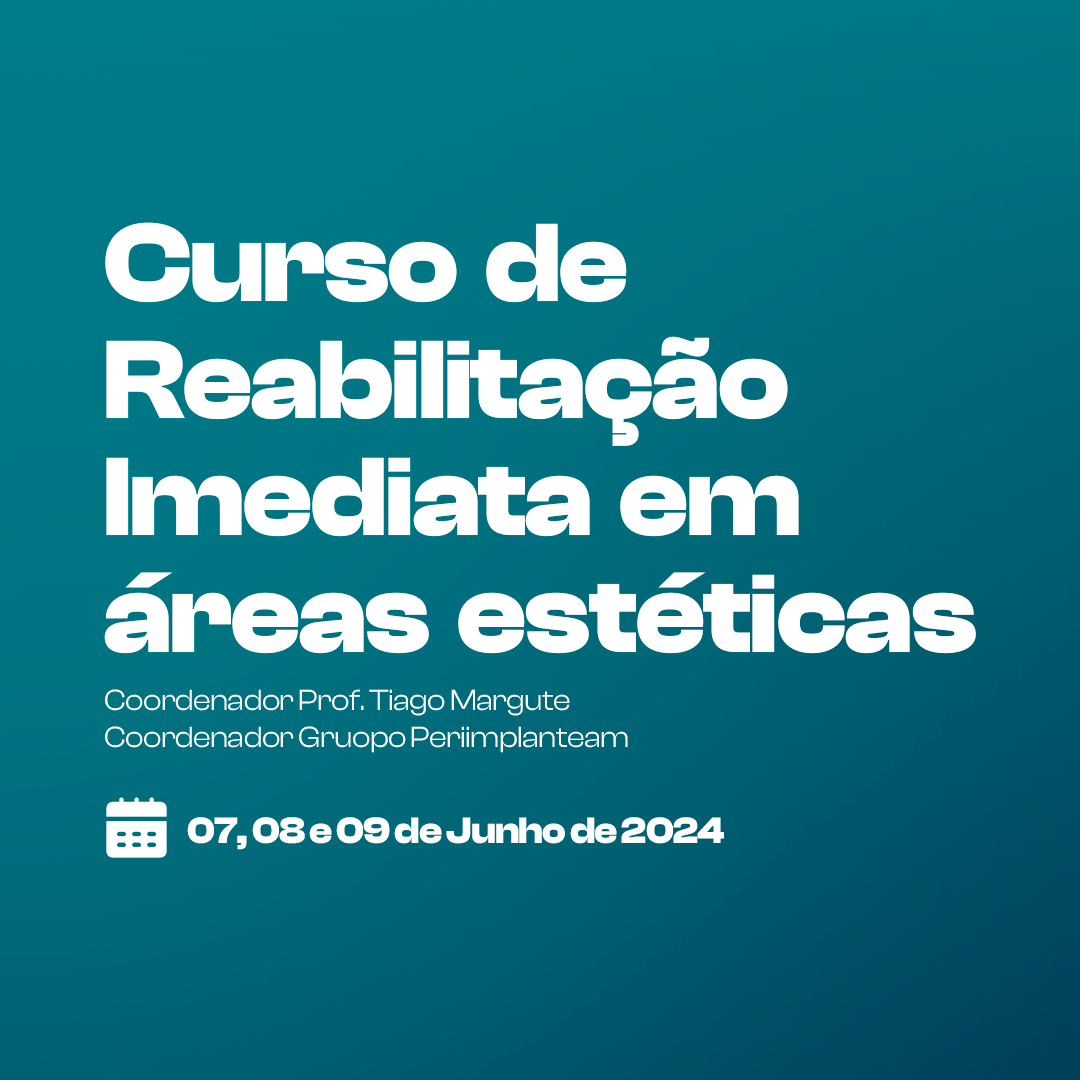 Curso de
Reabilitação
Imediata em
áreas estéticas
Coordenador Prof. Tiago Margute
Coordenador Gruopo Periimplanteam
07, 08 e 09 de Junho de 2024